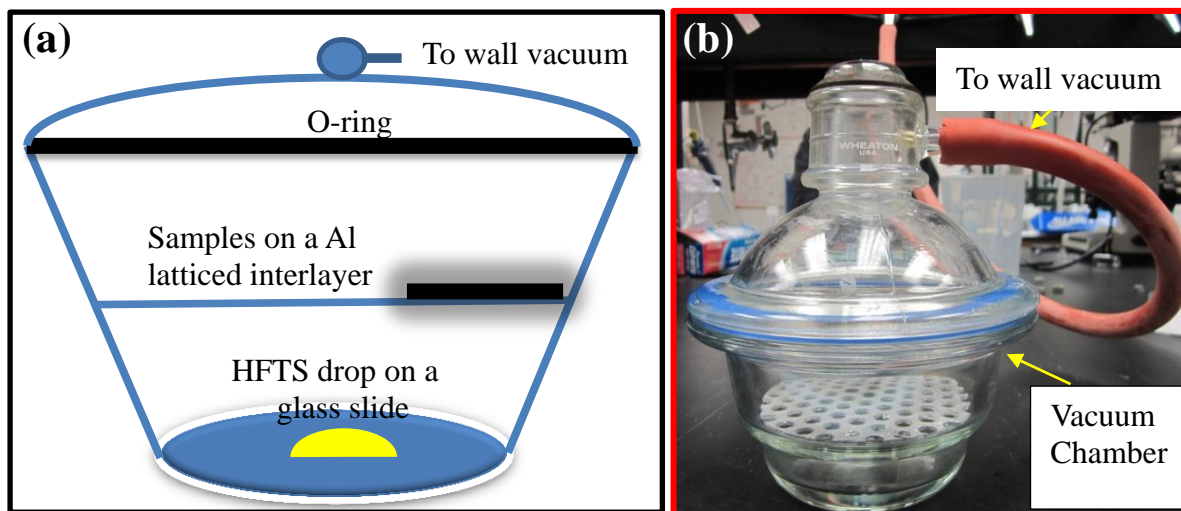 (a)
To wall vacuum
O-ring
Samples on a Al
latticed interlayer
HFTS drop on a
glass slide
(b)
To wall vacuum
WHEATON
USA
Vacuum
Chamber